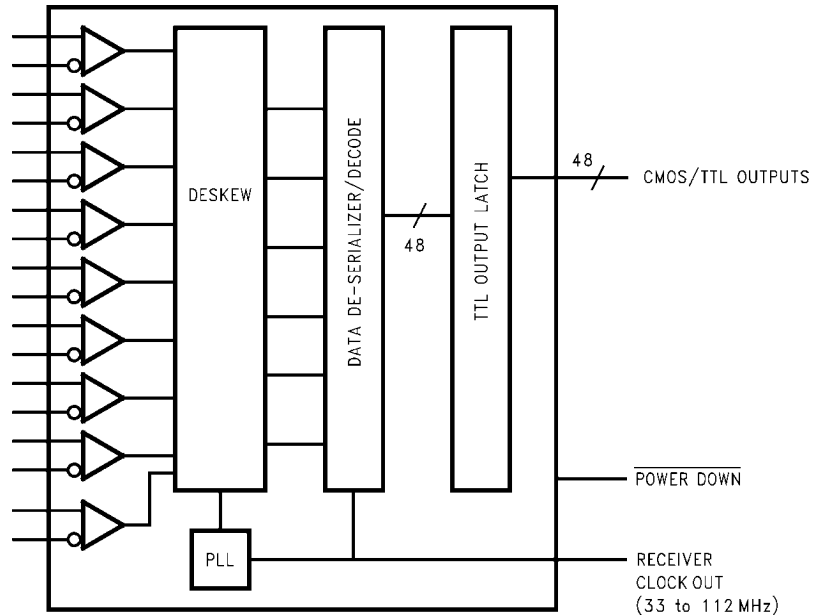 DESKEW
DATA DE-SERIALIZER/DECODE
48
TTL OUTPUT LATCH
48
CMOS/TTL OUTPUTS
POWER DOWN
PLL
RECEIVER
CLOCK OUT
(33 to 112 MHz)